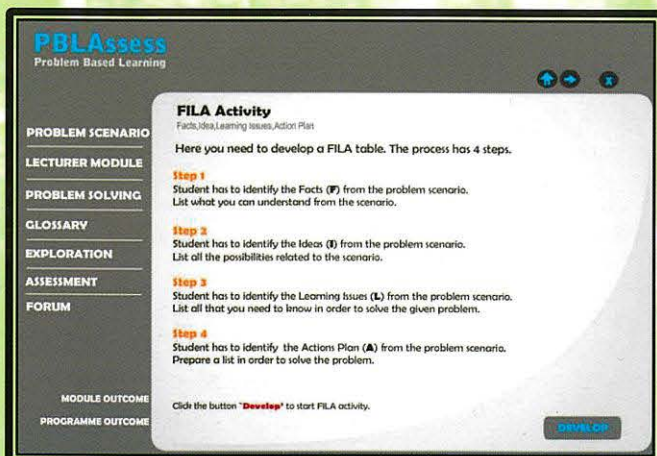 PBLAssess
Problem Based Learning
X
PROBLEM SCENARIO
LECTURER MODULE
PROBLEM SOLVING
GLOSSARY
EXPLORATION
ASSESSMENT
FORUM
MODULE OUTCOME
PROGRAMME OUTCOME
FILA Activity
Facts,Idea,Learning Issues,Action Plan
Here you need to develop a FILA table. The process has 4 steps.
Step 1
Student has to identify the Facts (F) from the problem scenario.
List what you can understand from the scenario.
Step 2
Student has to identify the Ideas (I) from the problem scenario.
List all the possibilities related to the scenario.
Step 3
Student has to identify the Learning Issues (L) from the problem scenario.
List all that you need to know in order to solve the given problem.
Step 4
Student has to identify the Actions Plan (A) from the problem scenario.
Prepare a list in order to solve the problem.
Click the button "Develop" to start FILA activity.
DEVELOP